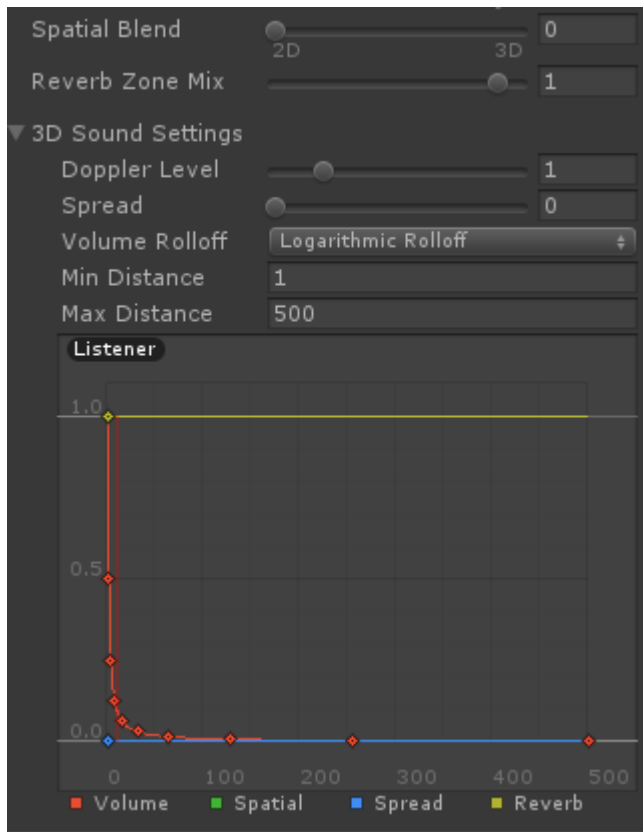 Spatial Blend 0
2D 3D
Reverb Zone Mix 1
3D Sound Settings
Doppler Level 1
Spread 0
Volume Rolloff Logarithmic Rolloff
Min Distance 1
Max Distance 500
Listener
1.0
0.5
0.0
0 100 200 300 400 500
Volume Spatial Spread Reverb